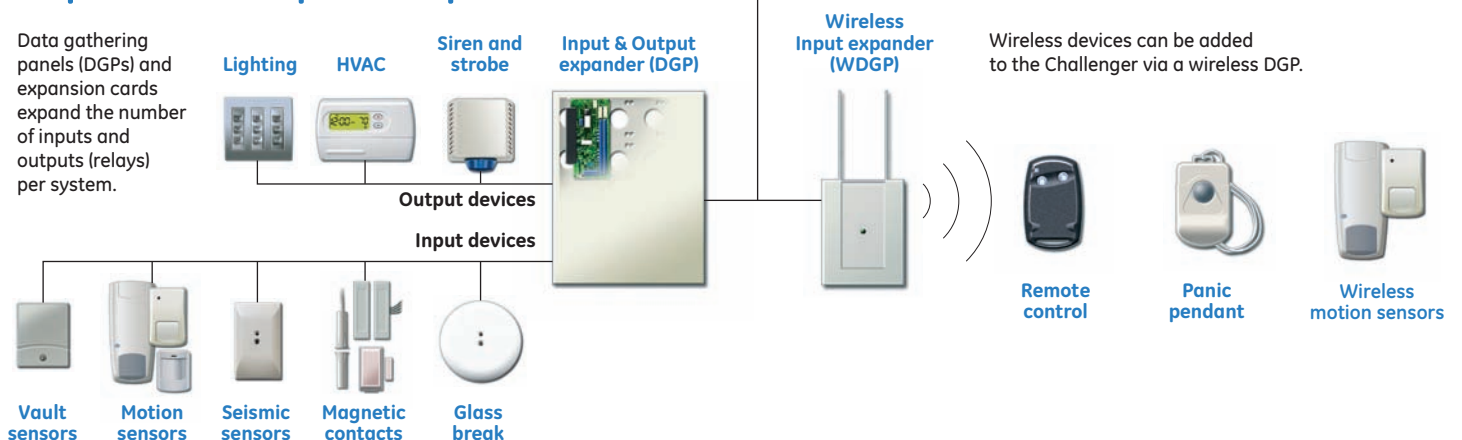 Data gathering
panels (DGPs) and
expansion cards
expand the number
of inputs and
outputs (relays)
per system.
Lighting
HVAC
Siren and
strobe
Input & Output
expander (DGP)
Wireless
Input expander
(WDGP)
Wireless devices can be added
to the Challenger via a wireless DGP.
Output devices
Input devices
Remote
control
Panic
pendant
Wireless
motion sensors
Vault
sensors
Motion
sensors
Seismic
sensors
Magnetic
contacts
Glass
break